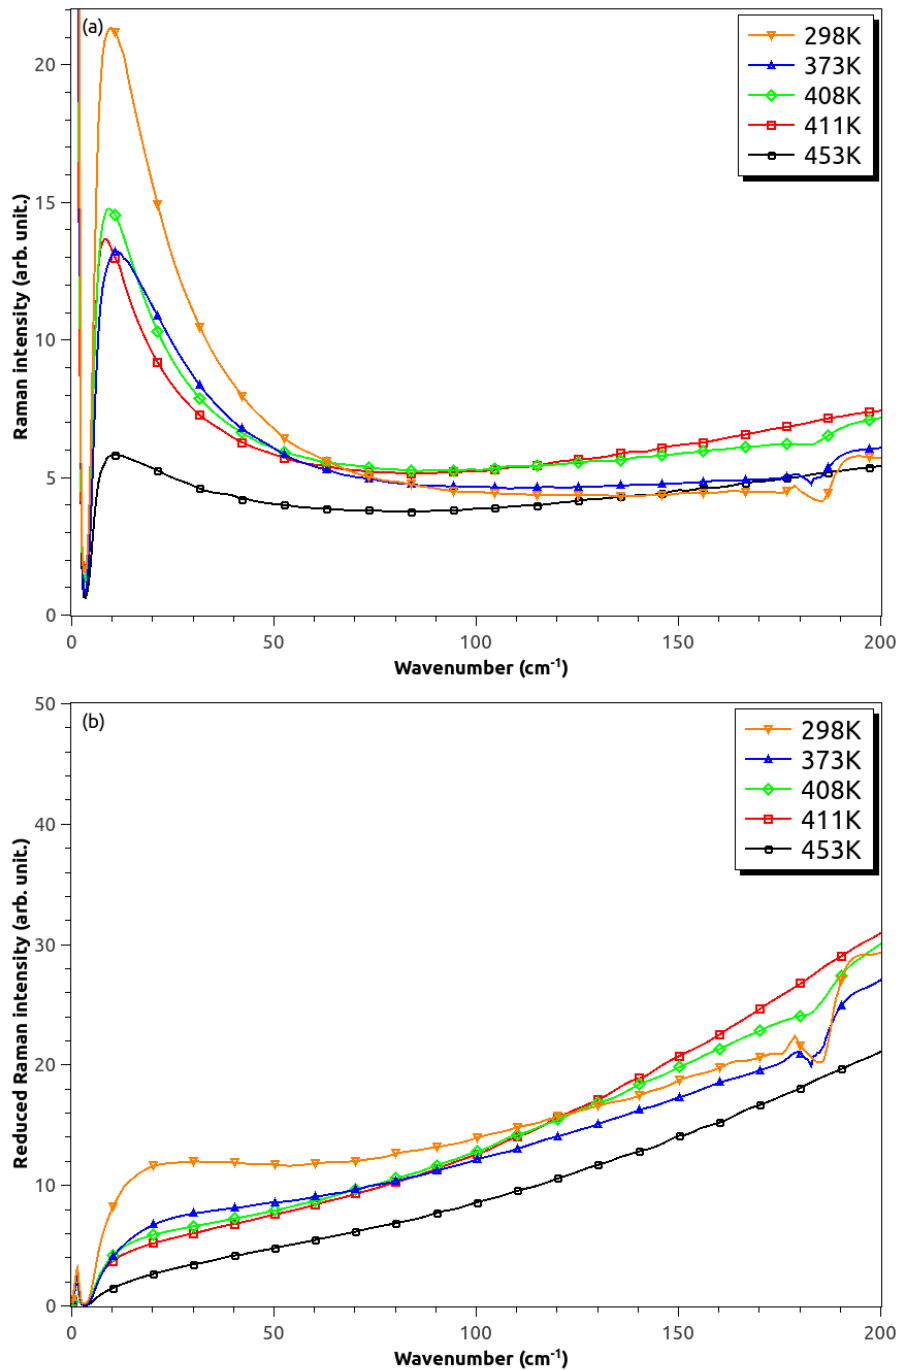 (a)
298K
373K
408K
411K
453K
20
15
10
5
0
Raman intensity (arb. unit.)
0 50 100 150 200
Wavenumber (cm⁻¹)
(b)
298K
373K
408K
411K
453K
50
40
30
20
10
0
Reduced Raman intensity (arb. unit.)
0 50 100 150 200
Wavenumber (cm⁻¹)